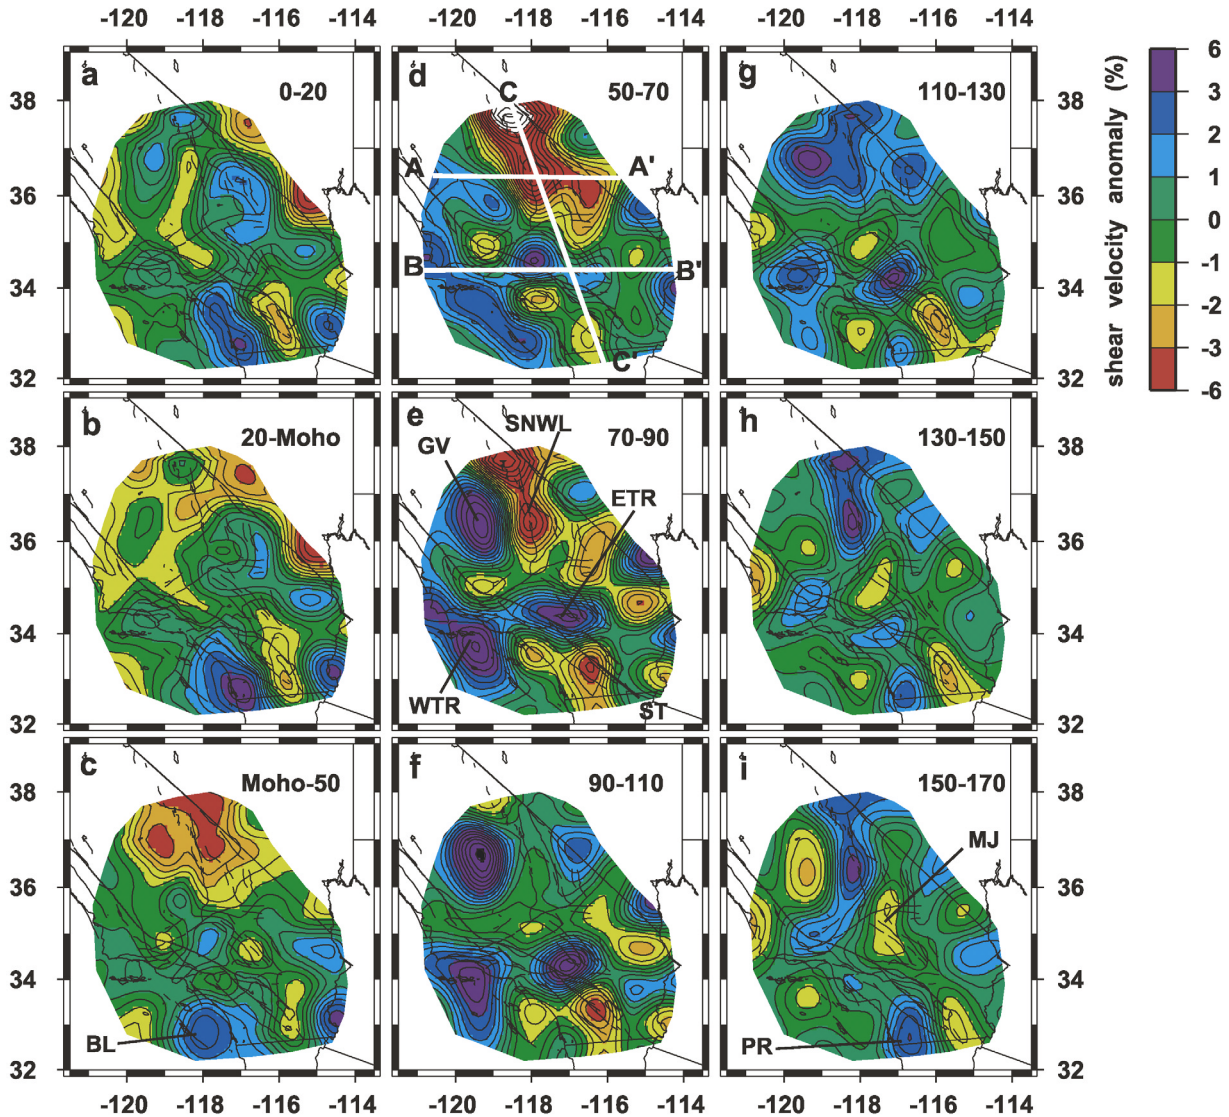 -120 -118 -116 -114 -120 -118 -116 -114 -120 -118 -116 -114
a 0-20
d 50-70
g 110-130
C
A A'
B B'
C'
38 36 34 32
38 36 34 32
6
3
2
1
0
-1
-2
-3
-6
shear velocity anomaly (%)
b 20-Moho
e 70-90
h 130-150
SNWL
GV
ETR
WTR
ST
38 36 34 32
38 36 34 32
c Moho-50
f 90-110
i 150-170
MJ
BL
PR
38 36 34 32
38 36 34 32
-120 -118 -116 -114 -120 -118 -116 -114 -120 -118 -116 -114